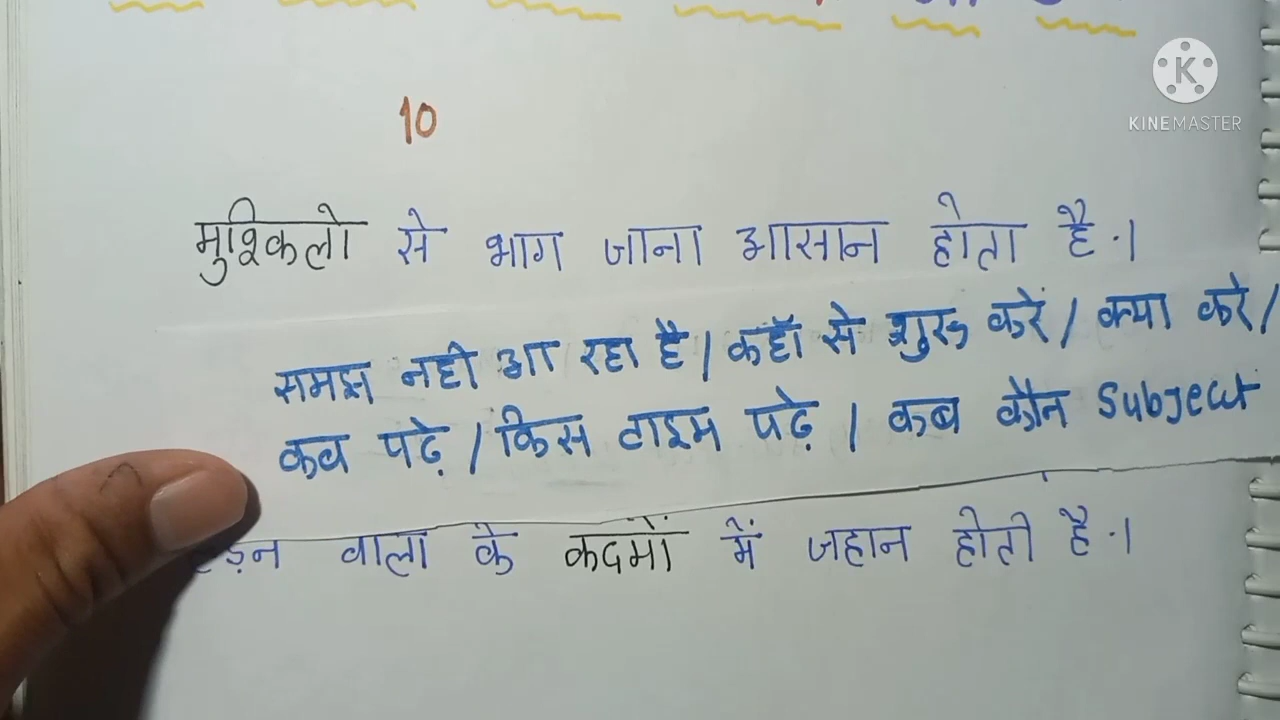 KINEMASTER
10
मुश्किलो से भाग जाना आसान होता है.।
समझ नही आ रहा है/ कहाँ से शुरु करें/ क्या करे/
कब पढ़े / किस टाइम पढ़े / कब कौन Subject
वाला के कदमों में जहान होती है.।